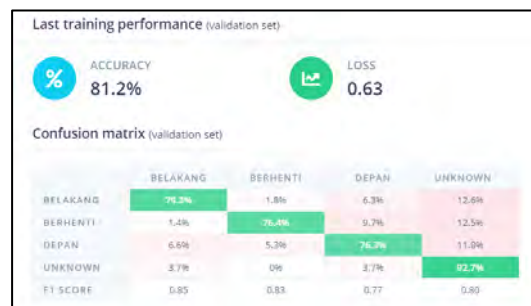 Last training performance (validation set)
ACCURACY
81.2%
LOSS
0.63
Confusion matrix (validation set)
BELAKANG BERHENTI DEPAN UNKNOWN
BELAKANG 79.3% 1.8% 6.3% 12.6%
BERHENTI 1.4% 76.4% 9.7% 12.5%
DEPAN 6.6% 5.3% 76.3% 11.8%
UNKNOWN 3.7% 0% 3.7% 92.7%
F1 SCORE 0.85 0.83 0.77 0.80